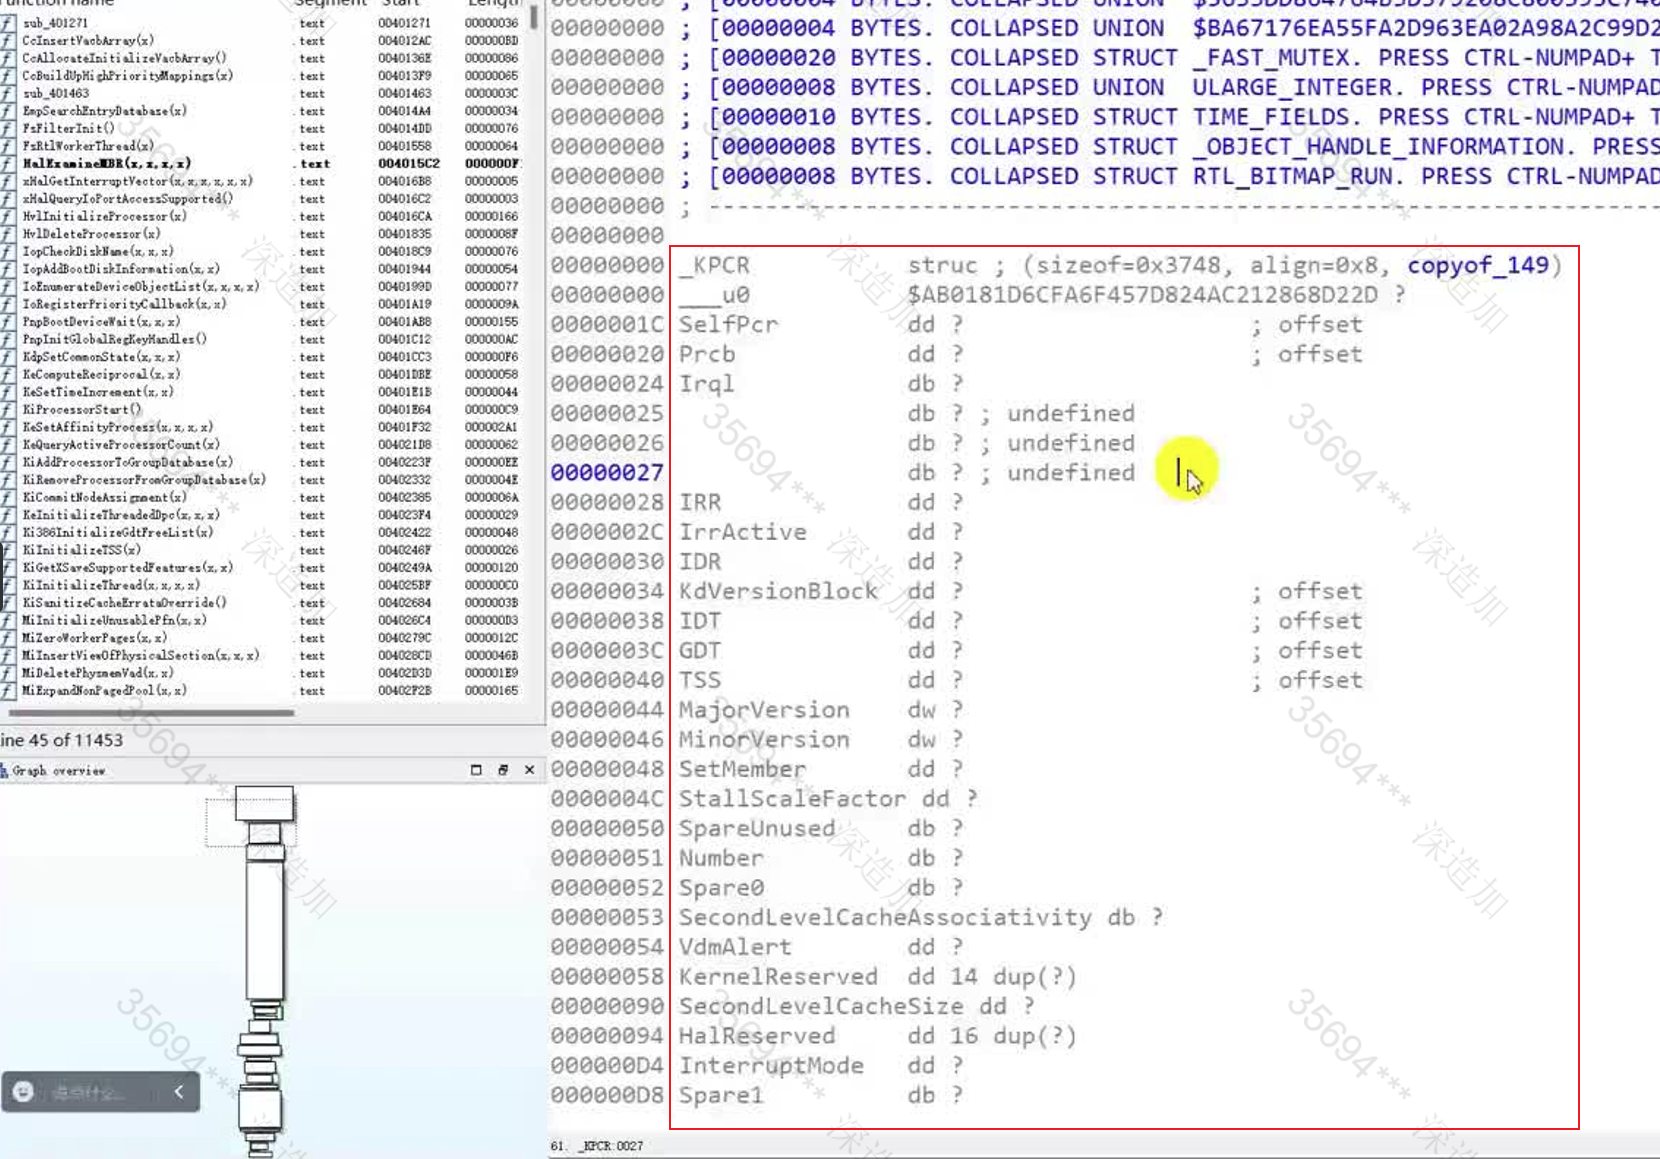 Function name Segment Start Length
sub_401271 .text 00401271 00000036
CcInsertVacbArray(x) .text 004012AC 000000BD
CcAllocateInitializeVacbArray() .text 0040136E 00000086
CcBuildUpHighPriorityMappings(x) .text 004013F9 00000065
sub_401463 .text 00401463 0000003C
EmpSearchEntryDatabase(x) .text 004014A4 00000034
FsFilterInit() .text 004014DD 00000076
FsRtlWorkerThread(x) .text 00401558 00000064
HalExamineMBR(x,x,x,x) .text 004015C2 000000F
xHalGetInterruptVector(x,x,x,x,x,x) .text 004016B8 00000005
xHalQueryIoPortAccessSupported() .text 004016C2 00000003
HvlInitializeProcessor(x) .text 004016CA 00000166
HvlDeleteProcessor(x) .text 00401835 0000008F
IopCheckDiskName(x,x,x) .text 004018C9 00000076
IopAddBootDiskInformation(x,x) .text 00401944 00000054
IoEnumerateDeviceObjectList(x,x,x,x) .text 0040199D 00000077
IoRegisterPriorityCallback(x,x) .text 00401A19 0000009A
PnpBootDeviceWait(x,x,x) .text 00401AB8 00000155
PnpInitGlobalRegKeyHandles() .text 00401C12 000000AC
KdpSetCommonState(x,x,x) .text 00401CC3 000000F6
KeComputeReciprocal(x,x) .text 00401DBE 00000058
KeSetTimeIncrement(x,x) .text 00401E1B 00000044
KiProcessorStart() .text 00401E64 000000C9
KeSetAffinityProcess(x,x,x,x) .text 00401F32 000002A1
KeQueryActiveProcessorCount(x) .text 004021D8 00000062
KiAddProcessorToGroupDatabase(x) .text 0040223F 000000EE
KiRemoveProcessorFromGroupDatabase(x) .text 00402332 0000004E
KiCommitNodeAssignment(x) .text 00402385 0000006A
KeInitializeThreadedDpc(x,x,x) .text 004023F4 00000029
Ki386InitializeGdtFreeList(x) .text 00402422 00000048
KiInitializeTSS(x) .text 0040246F 00000026
KiGetXSaveSupportedFeatures(x,x) .text 0040249A 00000120
KiInitializeThread(x,x,x,x) .text 004025BF 000000C0
KiSanitizeCacheErrataOverride() .text 00402684 0000003B
MiInitializeUnusablePfn(x,x) .text 004026C4 000000D3
MiZeroWorkerPages(x,x) .text 0040279C 0000012C
MiInsertViewOfPhysicalSection(x,x,x) .text 004028CD 0000046B
MiDeletePhysmemVad(x,x) .text 00402D3D 000001E9
MiExpandNonPagedPool(x,x) .text 00402F2B 00000165
ine 45 of 11453
Graph overview
00000000 ; [00000004 BYTES. COLLAPSED UNION
00000000 ; [00000004 BYTES. COLLAPSED UNION $BA67176EA55FA2D963EA02A98A2C99D2
00000000 ; [00000020 BYTES. COLLAPSED STRUCT _FAST_MUTEX. PRESS CTRL-NUMPAD+ T
00000000 ; [00000008 BYTES. COLLAPSED UNION ULARGE_INTEGER. PRESS CTRL-NUMPAD
00000000 ; [00000010 BYTES. COLLAPSED STRUCT TIME_FIELDS. PRESS CTRL-NUMPAD+ T
00000000 ; [00000008 BYTES. COLLAPSED STRUCT _OBJECT_HANDLE_INFORMATION. PRESS
00000000 ; [00000008 BYTES. COLLAPSED STRUCT RTL_BITMAP_RUN. PRESS CTRL-NUMPAD
00000000 ; ---------------------------------------------------------------
00000000
00000000 _KPCR struc ; (sizeof=0x3748, align=0x8, copyof_149)
00000000 ___u0 $AB0181D6CFA6F457D824AC212868D22D ?
0000001C SelfPcr dd ? ; offset
00000020 Prcb dd ? ; offset
00000024 Irql db ?
00000025 db ? ; undefined
00000026 db ? ; undefined
00000027 db ? ; undefined
00000028 IRR dd ?
0000002C IrrActive dd ?
00000030 IDR dd ?
00000034 KdVersionBlock dd ? ; offset
00000038 IDT dd ? ; offset
0000003C GDT dd ? ; offset
00000040 TSS dd ? ; offset
00000044 MajorVersion dw ?
00000046 MinorVersion dw ?
00000048 SetMember dd ?
0000004C StallScaleFactor dd ?
00000050 SpareUnused db ?
00000051 Number db ?
00000052 Spare0 db ?
00000053 SecondLevelCacheAssociativity db ?
00000054 VdmAlert dd ?
00000058 KernelReserved dd 14 dup(?)
00000090 SecondLevelCacheSize dd ?
00000094 HalReserved dd 16 dup(?)
000000D4 InterruptMode dd ?
000000D8 Spare1 db ?
61. _KPCR:0027
35694***
深造加